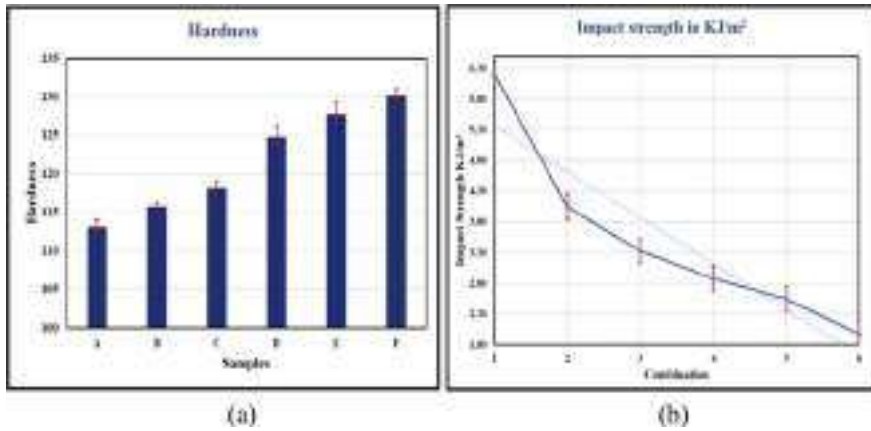 Hardness
Hardness
135
130
125
120
115
110
105
100
A B C D E F
Samples
(a)
Impact strength in KJ/m²
Impact Strength KJ/m²
1 2 3 4 5 6
Combination
(b)